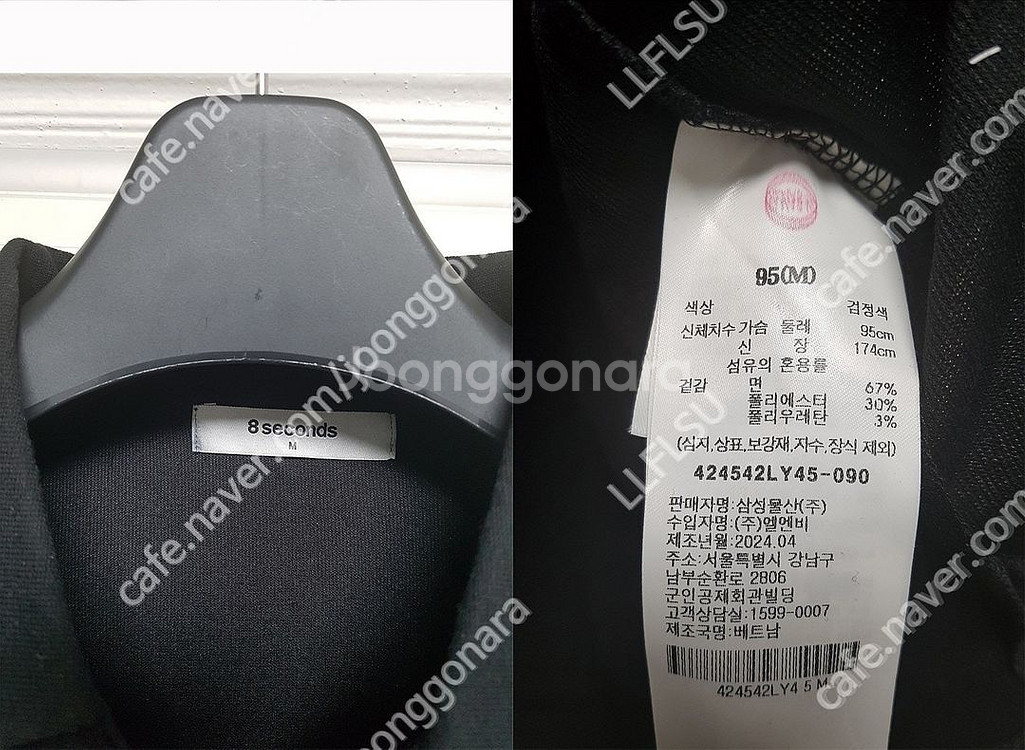 8 seconds
M
95(M)
색상 검정색
신체치수 가슴 둘레 95cm
신 장 174cm
섬유의 혼용률
겉감 면 67%
폴리에스터 30%
폴리우레탄 3%
(심지,상표,보강재,자수,장식 제외)
424542LY45-090
판매자명:삼성물산(주)
수입자명:(주)엘엔비
제조년월:2024.04
주소:서울특별시 강남구
남부순환로 2806
군인공제회관빌딩
고객상담실:1599-0007
제조국명:베트남
424542LY4 5 M
cafe.naver.com/joonggonara
cafe.naver.com/joonggonara
joonggonara
LLFLSU
LLFLSU
cafe.naver.com
cafe.naver.com